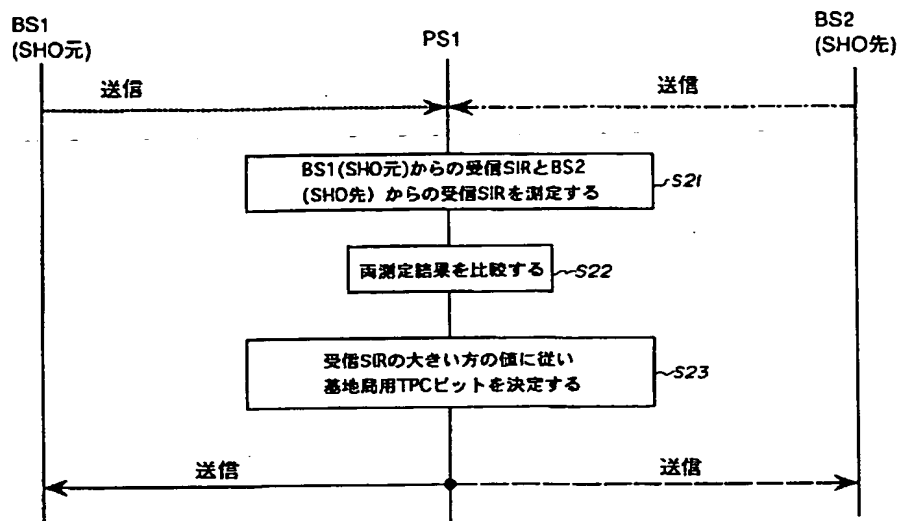 BS1
(SHO元)
PS1
BS2
(SHO先)
送信
送信
BS1(SHO元)からの受信SIRとBS2
(SHO先)からの受信SIRを測定する
S21
両測定結果を比較する
S22
受信SIRの大きい方の値に従い
基地局用TPCビットを決定する
S23
送信
送信